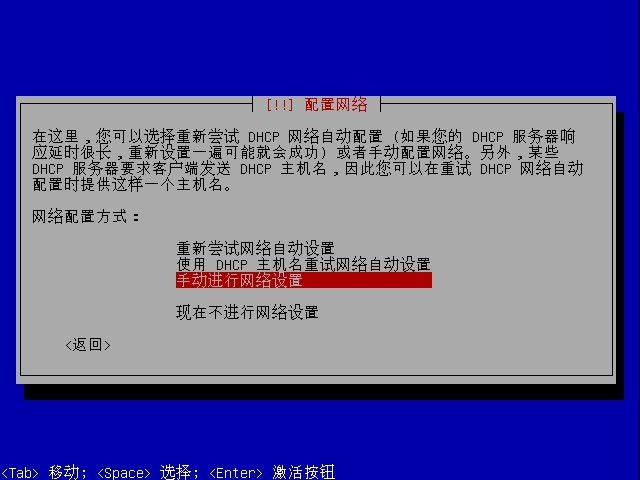 [!!] 配置网络
在这里，您可以选择重新尝试 DHCP 网络自动配置 (如果您的 DHCP 服务器响
应延时很长，重新设置一遍可能就会成功) 或者手动配置网络。另外，某些
DHCP 服务器要求客户端发送 DHCP 主机名，因此您可以在重试 DHCP 网络自动
配置时提供这样一个主机名。
网络配置方式：
重新尝试网络自动设置
使用 DHCP 主机名重试网络自动设置
手动进行网络设置
现在不进行网络设置
<返回>
<Tab> 移动; <Space> 选择; <Enter> 激活按钮